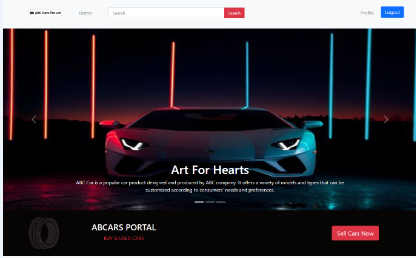 ABC Cars Pte Ltd
Home
Search
Search
Profile
Logout
Art For Hearts
ABC Car is a popular car product designed and produced by ABC company. It offers a variety of models and types that can be
customized according to consumers' needs and preferences.
ABCARS PORTAL
BUY & USED CARS
Sell Cars Now